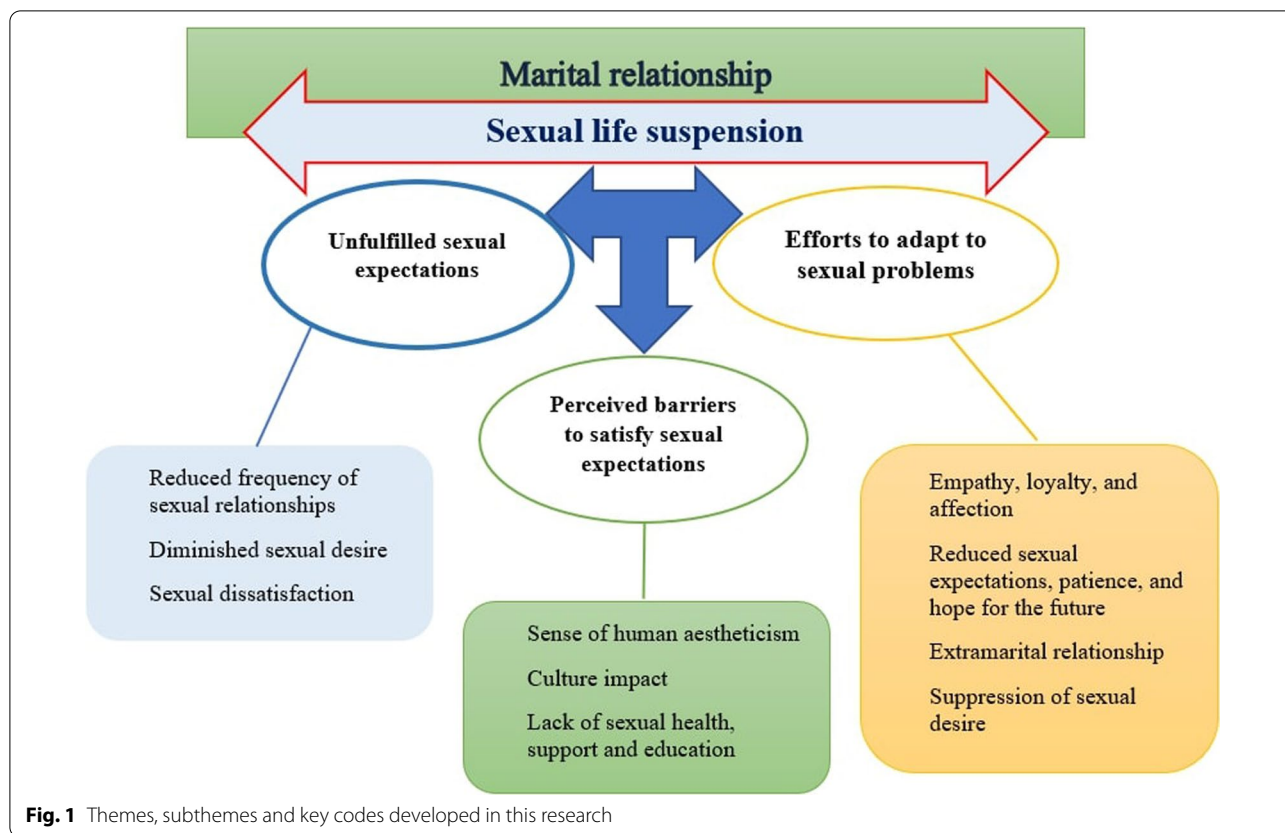 Marital relationship
Sexual life suspension
Unfulfilled sexual
expectations
Efforts to adapt to
sexual problems
Perceived barriers
to satisfy sexual
expectations
Reduced frequency of
sexual relationships
Diminished sexual desire
Sexual dissatisfaction
Sense of human aestheticism
Culture impact
Lack of sexual health,
support and education
Empathy, loyalty, and
affection
Reduced sexual
expectations, patience, and
hope for the future
Extramarital relationship
Suppression of sexual
desire
Fig. 1 Themes, subthemes and key codes developed in this research